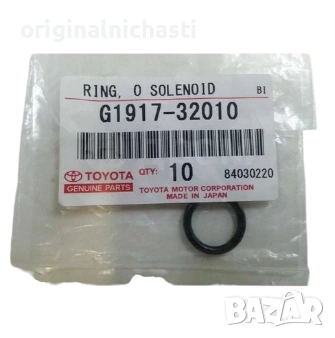 originalnichasti
RING, O SOLENOID BI
G1917-32010
TOYOTA
GENUINE PARTS
QTY: 10 84030220
TOYOTA MOTOR CORPORATION
MADE IN JAPAN
BAZAR